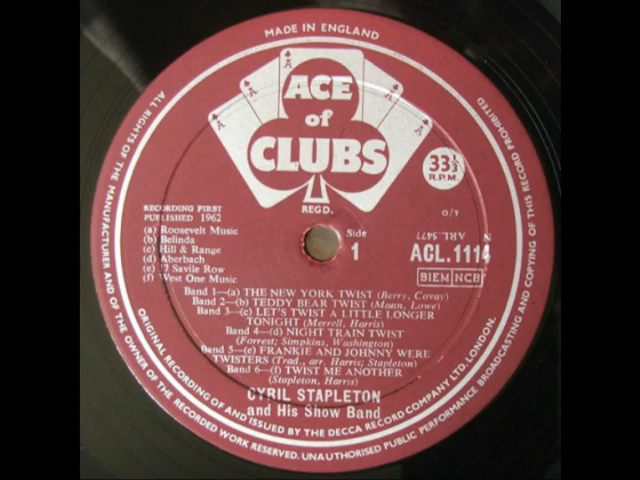 MADE IN ENGLAND
ALL RIGHTS OF THE MANUFACTURER AND OF THE OWNER OF THE RECORDED WORK RESERVED. UNAUTHORISED PUBLIC PERFORMANCE BROADCASTING AND COPYING OF THIS RECORD PROHIBITED
ACE
of
CLUBS
REGD.
33⅓
R.P.M.
RECORDING FIRST
PUBLISHED 1962
O/T
ARL.5477
(a) Roosevelt Music
(b) Belinda
(c) Hill & Range
(d) Aberbach
(e) 17 Savile Row
(f) West One Music
Side
1
ACL.1114
BIEM NCB
Band 1—(a) THE NEW YORK TWIST (Berry, Covay)
Band 2—(b) TEDDY BEAR TWIST (Mann, Lowe)
Band 3—(c) LET'S TWIST A LITTLE LONGER
TONIGHT (Merrell, Harris)
Band 4—(d) NIGHT TRAIN TWIST
(Forrest; Simpkins, Washington)
Band 5—(e) FRANKIE AND JOHNNY WERE
TWISTERS (Trad., arr. Harris; Stapleton)
Band 6—(f) TWIST ME ANOTHER
(Stapleton, Harris)
CYRIL STAPLETON
and His Show Band
ORIGINAL RECORDING OF AND ISSUED BY THE DECCA RECORD COMPANY LTD. LONDON.